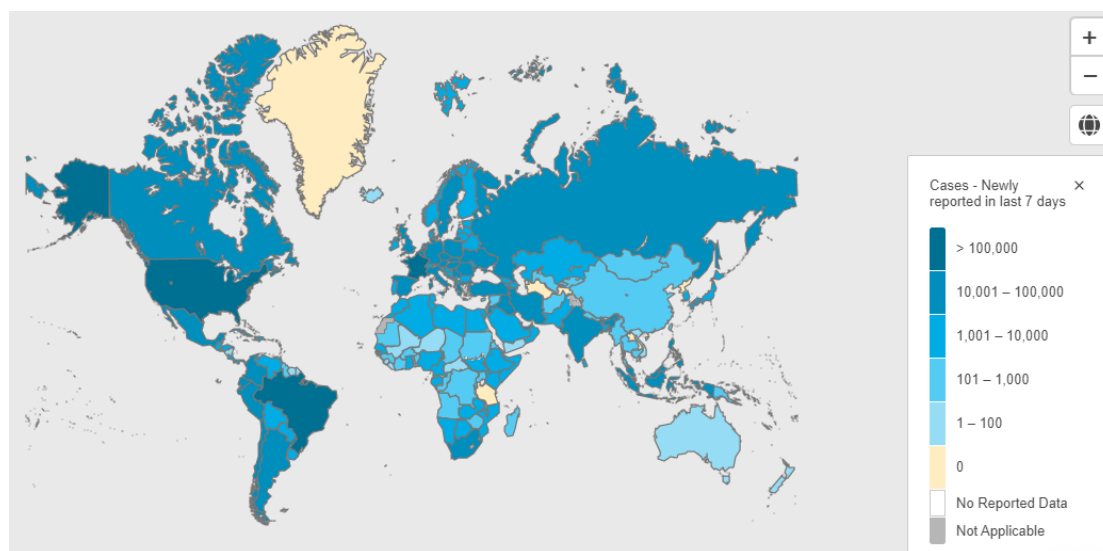 +
−
Cases - Newly ×
reported in last 7 days
> 100,000
10,001 – 100,000
1,001 – 10,000
101 – 1,000
1 – 100
0
No Reported Data
Not Applicable